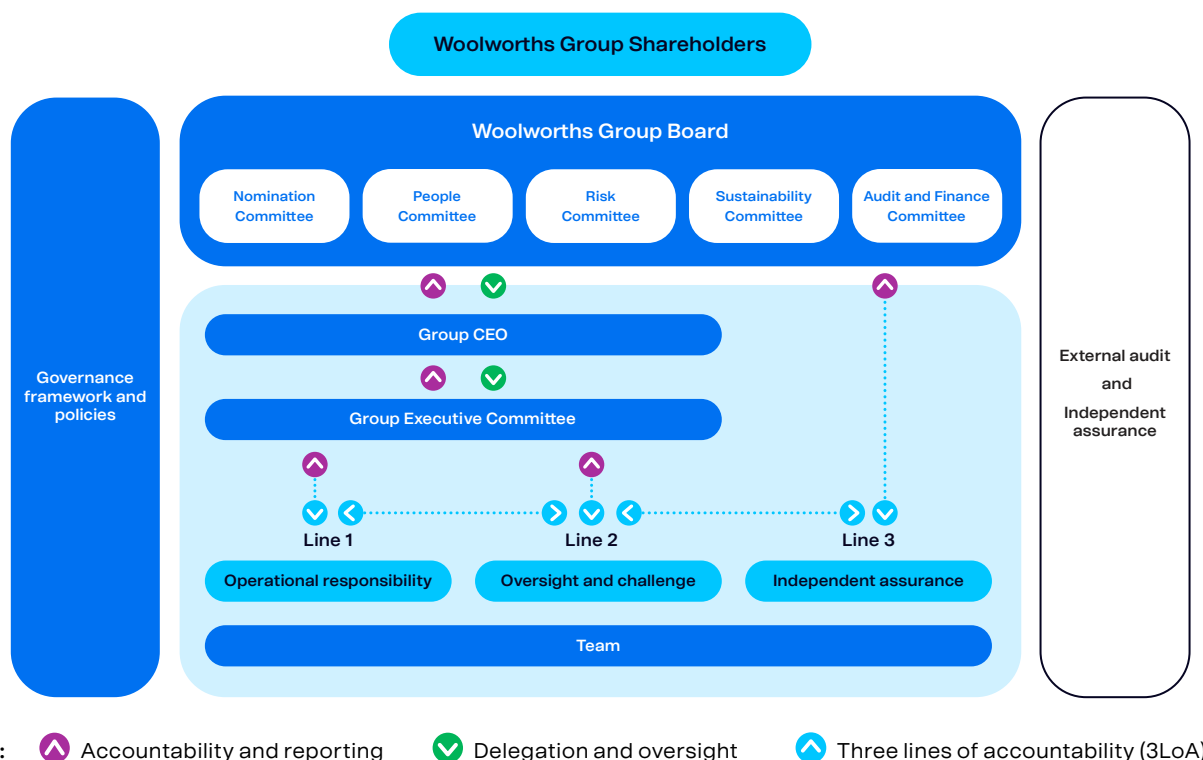 Woolworths Group Shareholders
Woolworths Group Board
Nomination
Committee
People
Committee
Risk
Committee
Sustainability
Committee
Audit and Finance
Committee
Governance
framework and
policies
Group CEO
Group Executive Committee
Line 1
Line 2
Line 3
Operational responsibility
Oversight and challenge
Independent assurance
Team
External audit
and
Independent
assurance
: Accountability and reporting
Delegation and oversight
Three lines of accountability (3LoA)